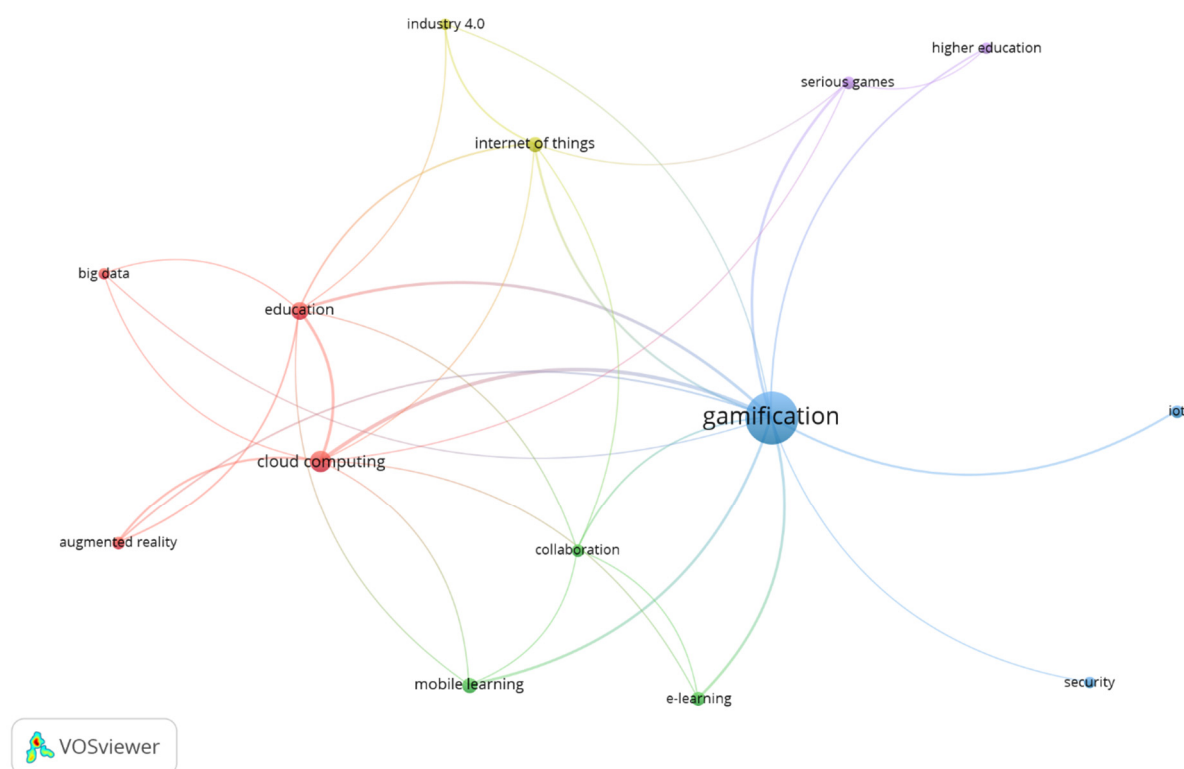 industry 4.0
higher education
serious games
internet of things
big data
education
gamification
iot
cloud computing
augmented reality
collaboration
mobile learning
security
e-learning
VOSviewer